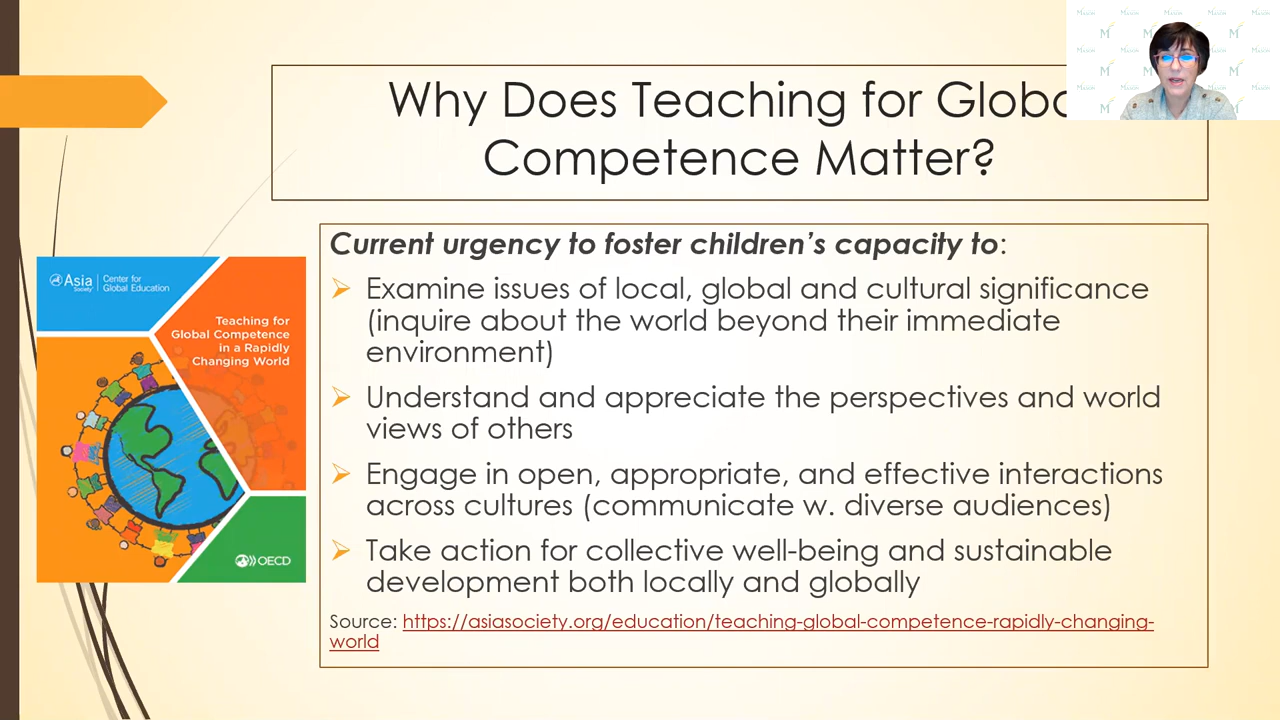 Why Does Teaching for Globa
Competence Matter?
Current urgency to foster children's capacity to:
Examine issues of local, global and cultural significance
(inquire about the world beyond their immediate
environment)
Understand and appreciate the perspectives and world
views of others
Engage in open, appropriate, and effective interactions
across cultures (communicate w. diverse audiences)
Take action for collective well-being and sustainable
development both locally and globally
Source: https://asiasociety.org/education/teaching-global-competence-rapidly-changing-
world
Asia Society
Center for
Global Education
Teaching for
Global Competence
in a Rapidly
Changing World
OECD